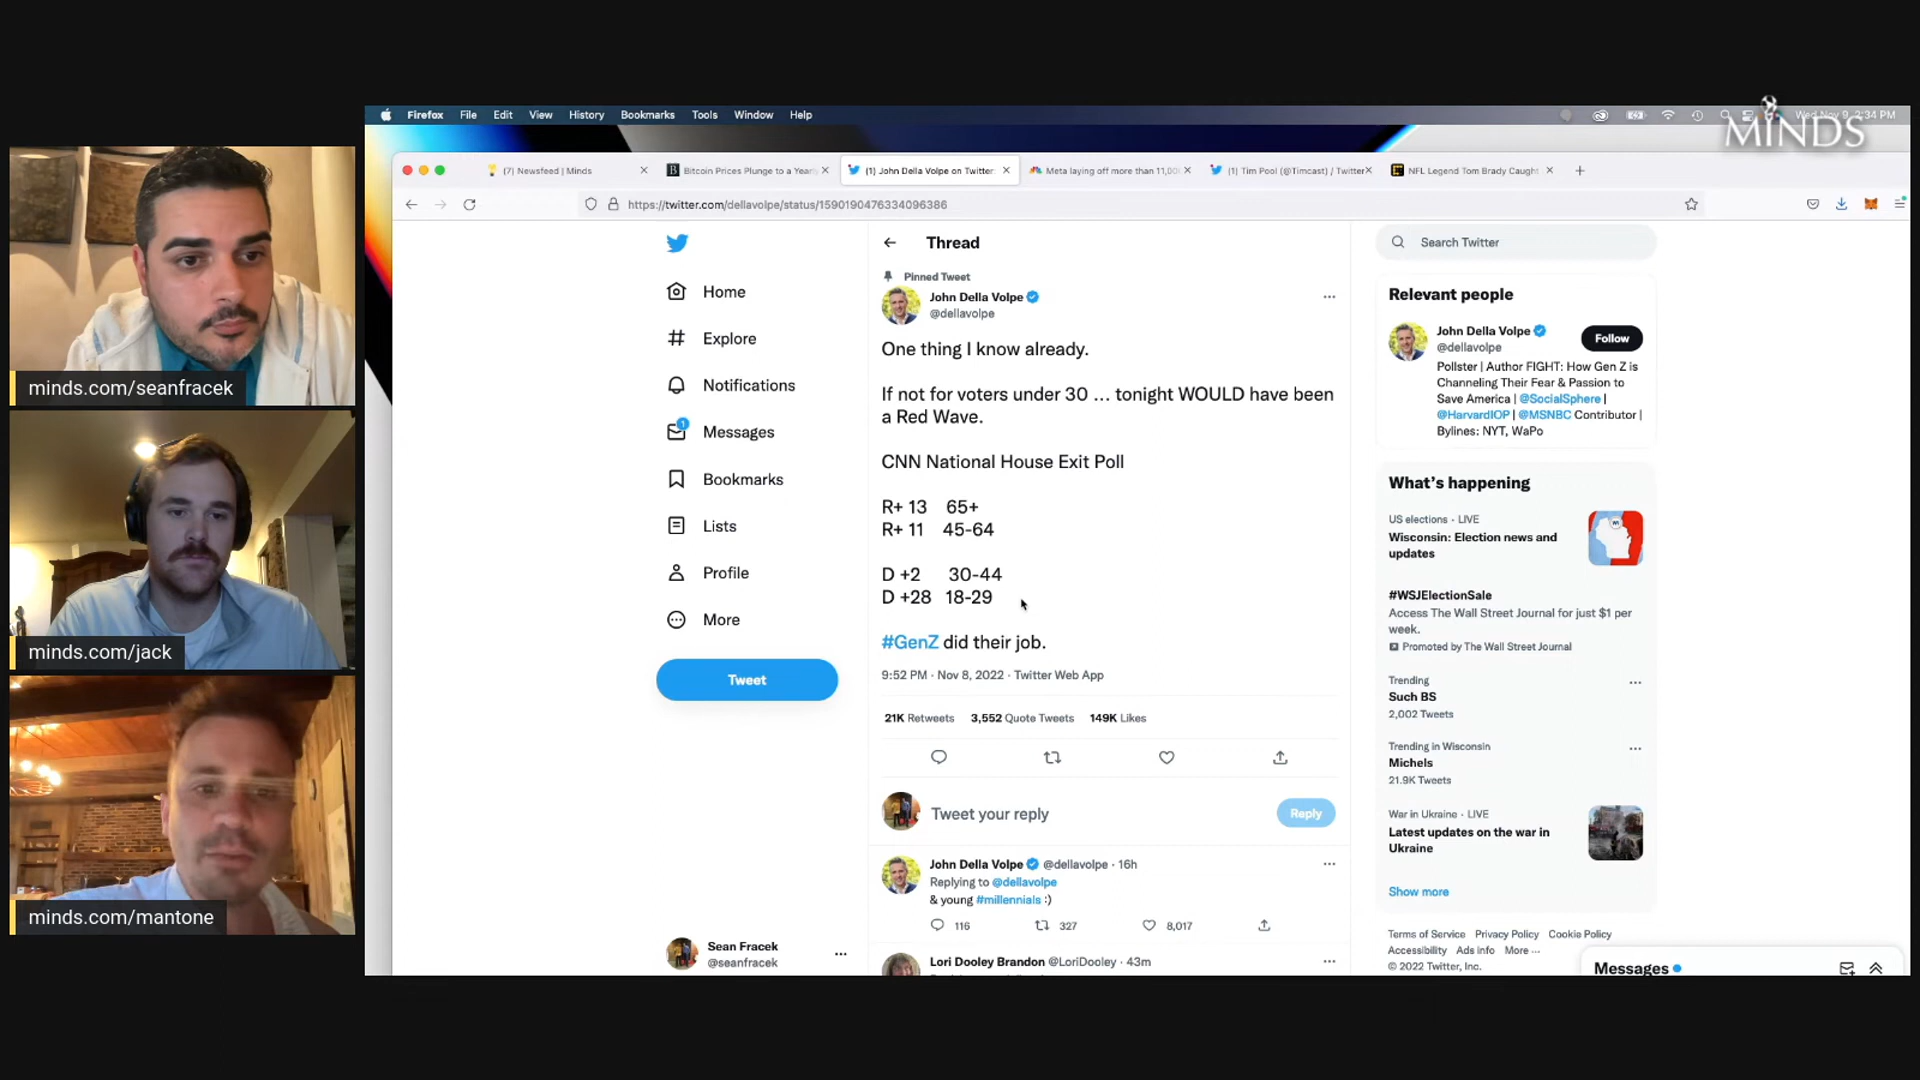 Firefox File Edit View History Bookmarks Tools Window Help
Wed Nov 9 2:34 PM
MINDS
(7) Newsfeed | Minds
Bitcoin Prices Plunge to a Year
(1) John Della Volpe on Twitter
Meta laying off more than 11,00
(1) Tim Pool (@Timcast) / Twitter
NFL Legend Tom Brady Caught
https://twitter.com/dellavolpe/status/1590190476334096386
minds.com/seanfracek
minds.com/jack
minds.com/mantone
Home
Explore
Notifications
1
Messages
Bookmarks
Lists
Profile
More
Tweet
Sean Fracek
@seanfracek
Thread
Pinned Tweet
John Della Volpe
@dellavolpe
One thing I know already.
If not for voters under 30 ... tonight WOULD have been
a Red Wave.
CNN National House Exit Poll
R+ 13 65+
R+ 11 45-64
D +2 30-44
D +28 18-29
#GenZ did their job.
9:52 PM · Nov 8, 2022 · Twitter Web App
21K Retweets 3,552 Quote Tweets 149K Likes
Tweet your reply
Reply
John Della Volpe @dellavolpe · 16h
Replying to @dellavolpe
& young #millennials :)
116 327 8,017
Lori Dooley Brandon @LoriDooley · 43m
Search Twitter
Relevant people
John Della Volpe
@dellavolpe
Follow
Pollster | Author FIGHT: How Gen Z is
Channeling Their Fear & Passion to
Save America | @SocialSphere |
@HarvardIOP | @MSNBC Contributor |
Bylines: NYT, WaPo
What's happening
US elections · LIVE
Wisconsin: Election news and
updates
#WSJElectionSale
Access The Wall Street Journal for just $1 per
week.
Promoted by The Wall Street Journal
Trending
Such BS
2,002 Tweets
Trending in Wisconsin
Michels
21.9K Tweets
War in Ukraine · LIVE
Latest updates on the war in
Ukraine
Show more
Terms of Service Privacy Policy Cookie Policy
Accessibility Ads info More ...
© 2022 Twitter, Inc.
Messages